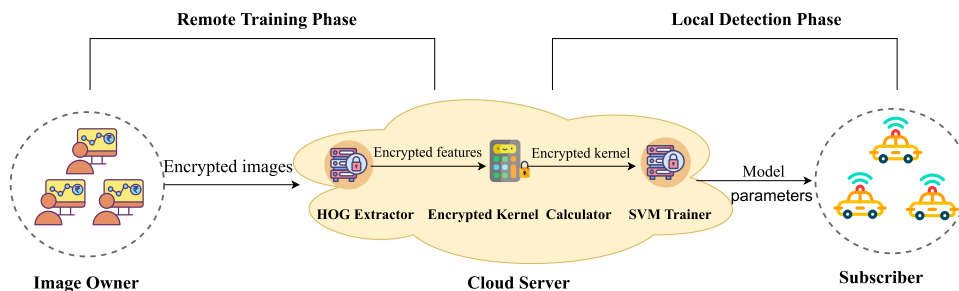 Remote Training Phase
Local Detection Phase
Encrypted images
Encrypted features
Encrypted kernel
Model
parameters
HOG Extractor
Encrypted Kernel Calculator
SVM Trainer
Image Owner
Cloud Server
Subscriber